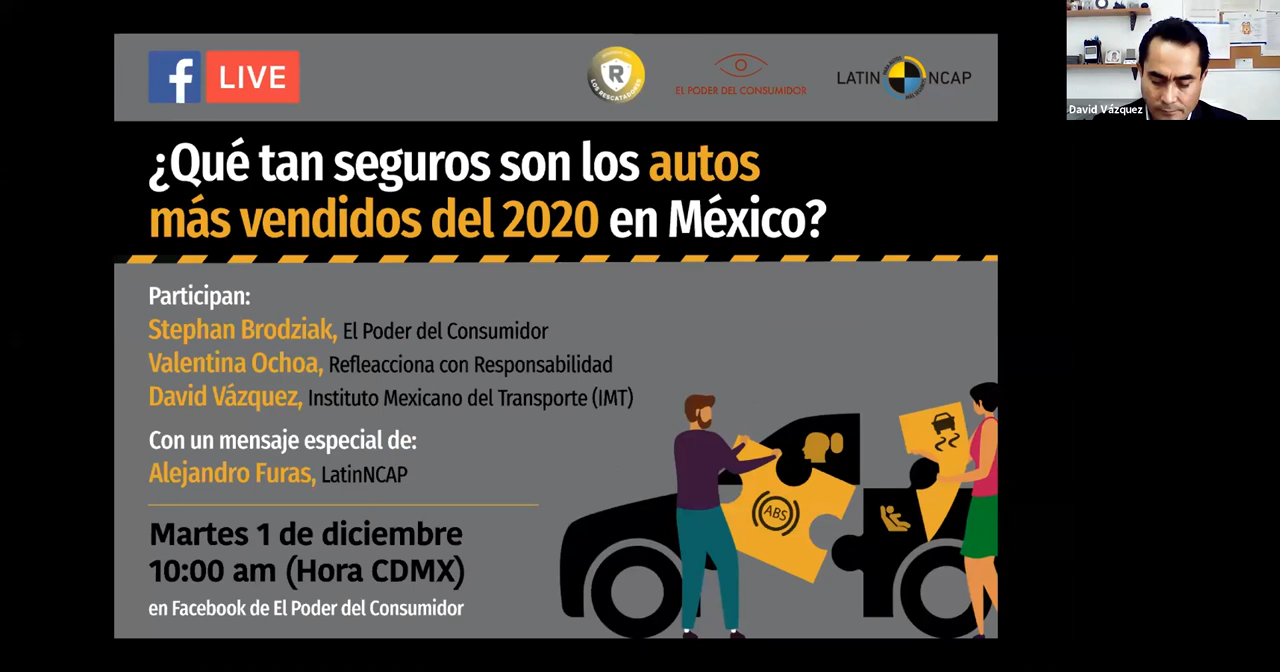 f LIVE
R
LOS RESCATADORES
EL PODER DEL CONSUMIDOR
LATIN NCAP
David Vázquez
¿Qué tan seguros son los autos
más vendidos del 2020 en México?
Participan:
Stephan Brodziak, El Poder del Consumidor
Valentina Ochoa, Refleacciona con Responsabilidad
David Vázquez, Instituto Mexicano del Transporte (IMT)
Con un mensaje especial de:
Alejandro Furas, LatinNCAP
ABS
Martes 1 de diciembre
10:00 am (Hora CDMX)
en Facebook de El Poder del Consumidor